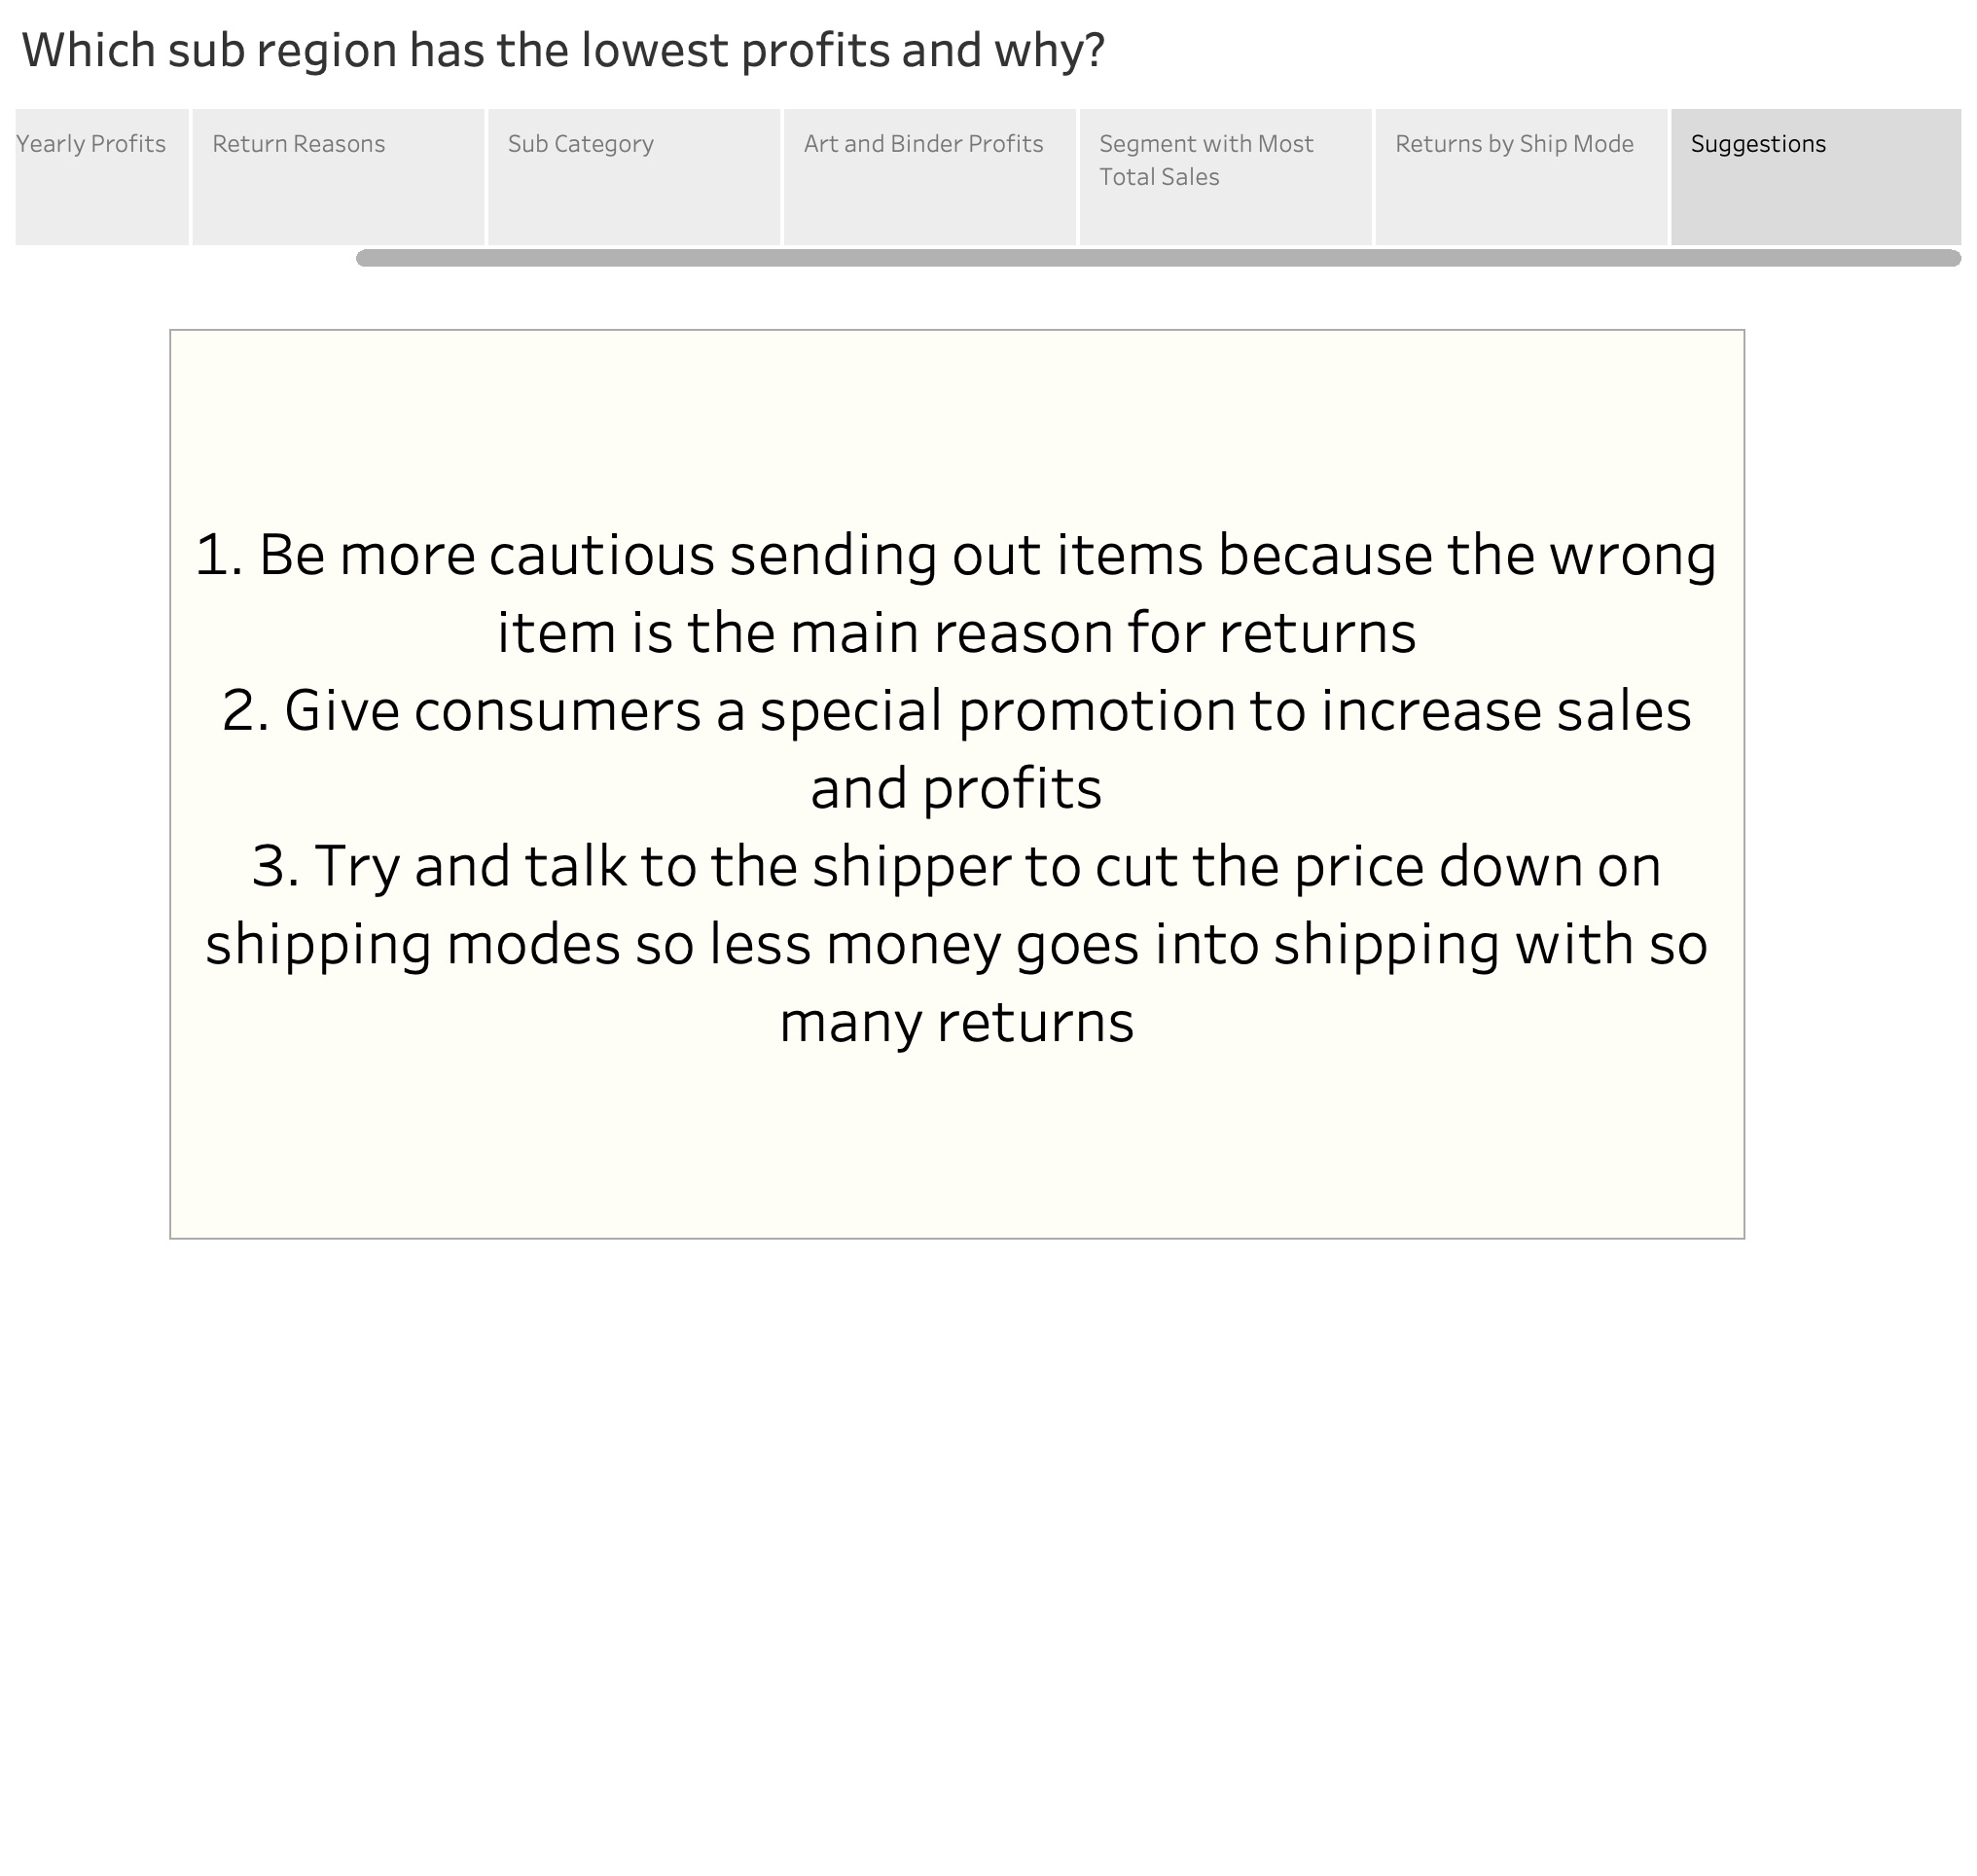 Which sub region has the lowest profits and why?
Yearly Profits
Return Reasons
Sub Category
Art and Binder Profits
Segment with Most
Total Sales
Returns by Ship Mode
Suggestions
1. Be more cautious sending out items because the wrong
item is the main reason for returns
2. Give consumers a special promotion to increase sales
and profits
3. Try and talk to the shipper to cut the price down on
shipping modes so less money goes into shipping with so
many returns